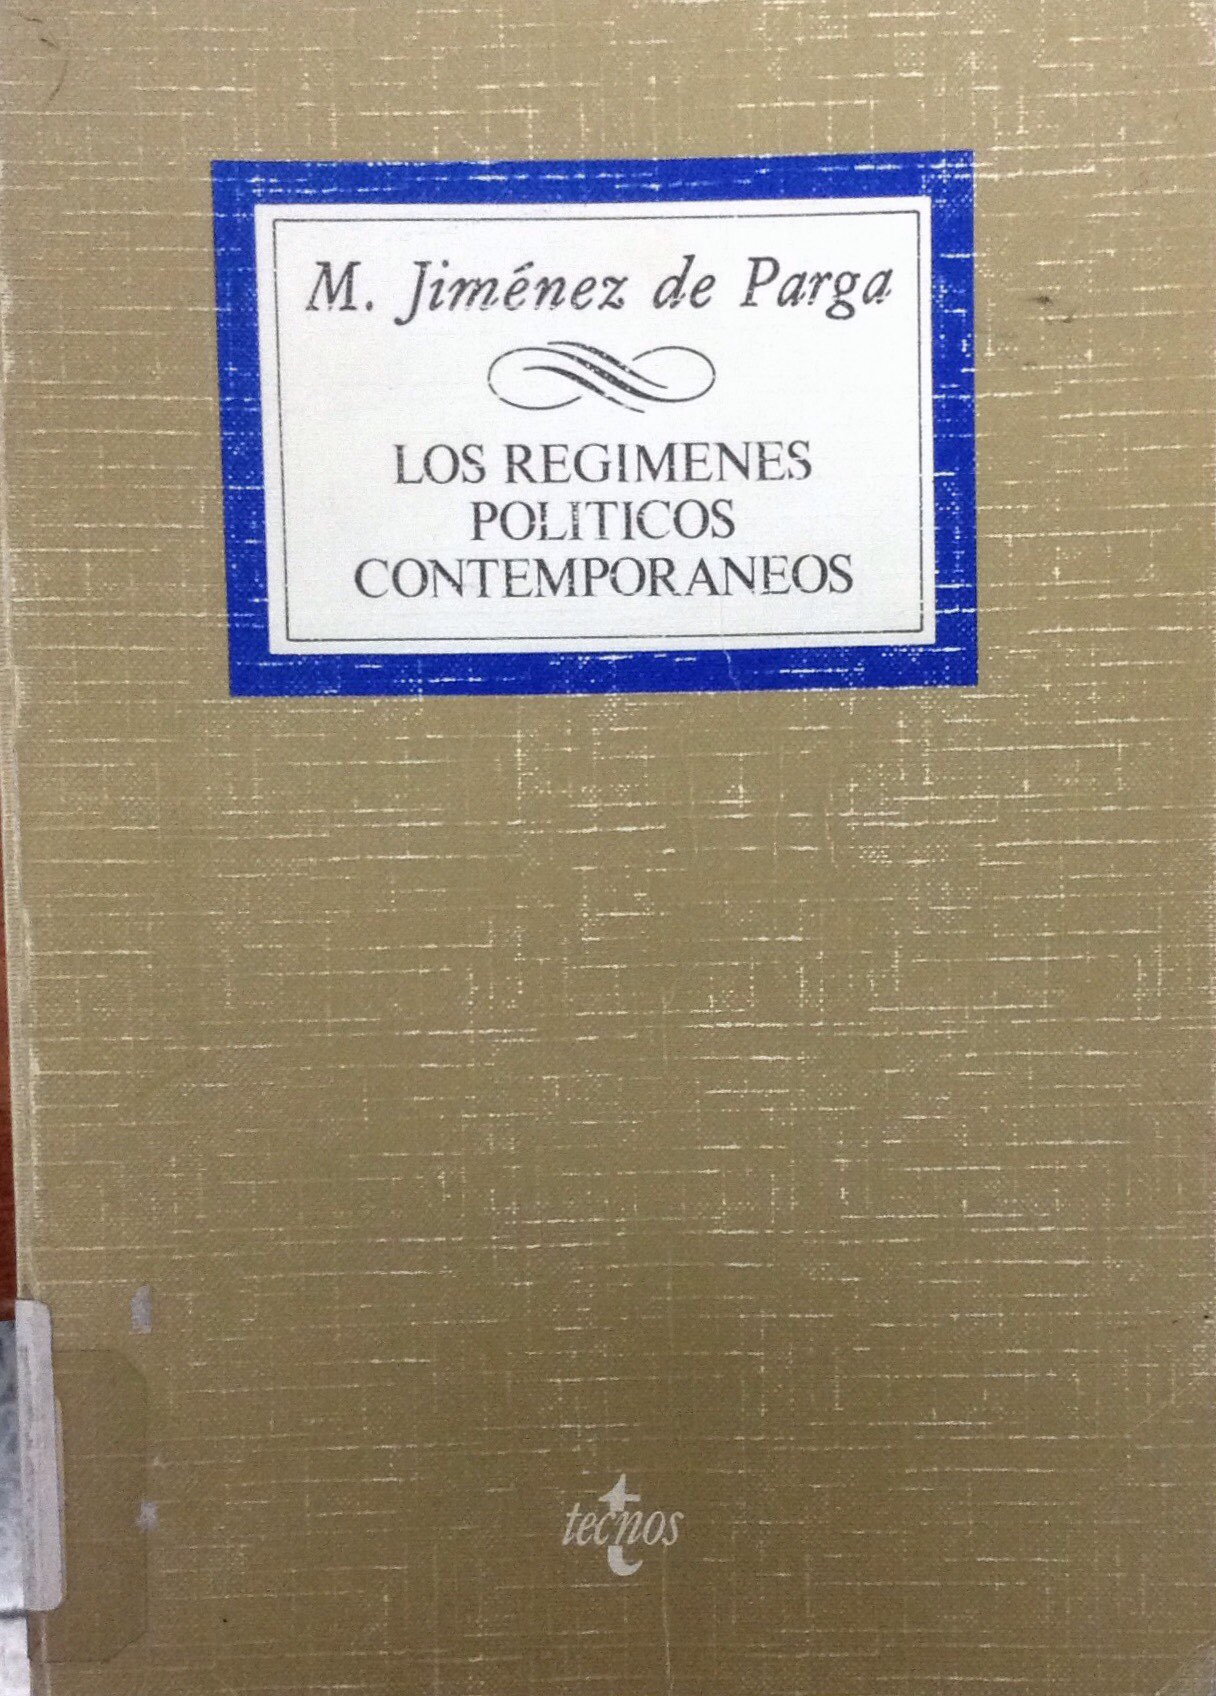 M. Jiménez de Parga
LOS REGIMENES
POLITICOS
CONTEMPORANEOS
tecnos